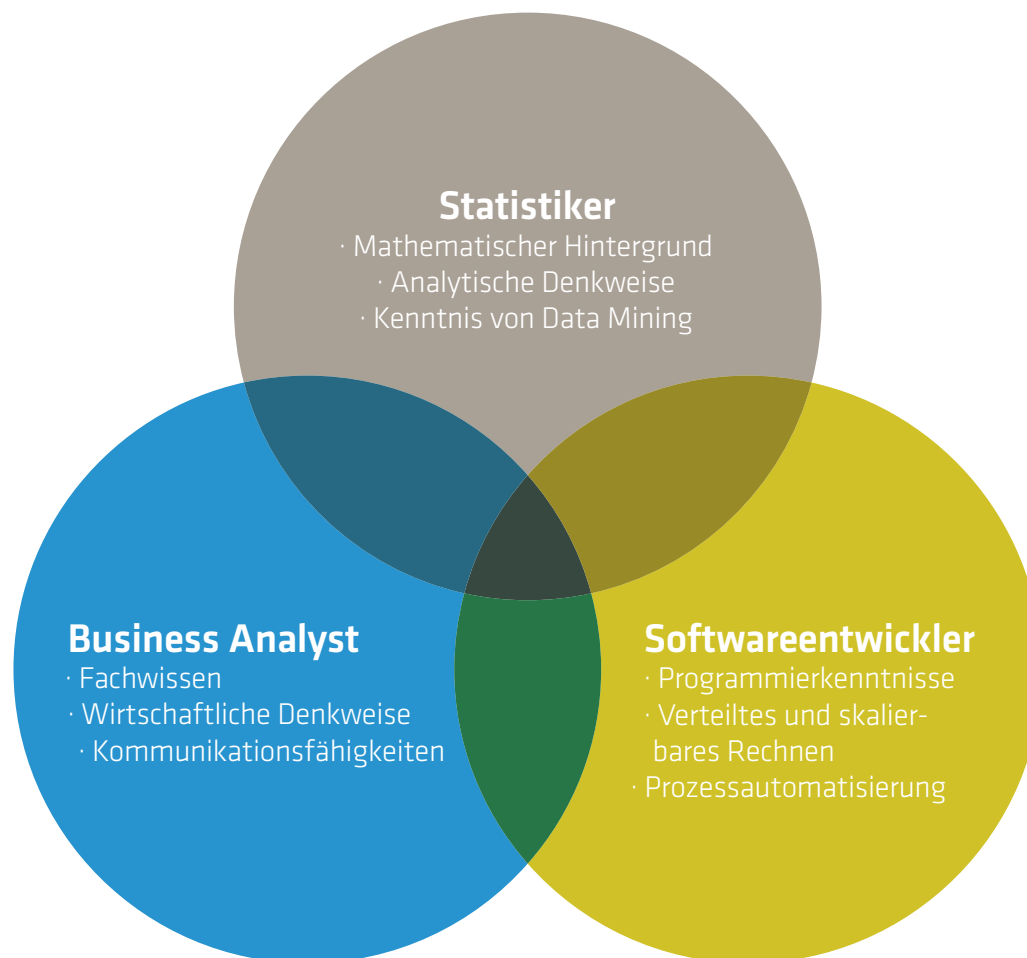 Statistiker
· Mathematischer Hintergrund
· Analytische Denkweise
· Kenntnis von Data Mining
Business Analyst
· Fachwissen
· Wirtschaftliche Denkweise
· Kommunikationsfähigkeiten
Softwareentwickler
· Programmierkenntnisse
· Verteiltes und skalier-
bares Rechnen
· Prozessautomatisierung